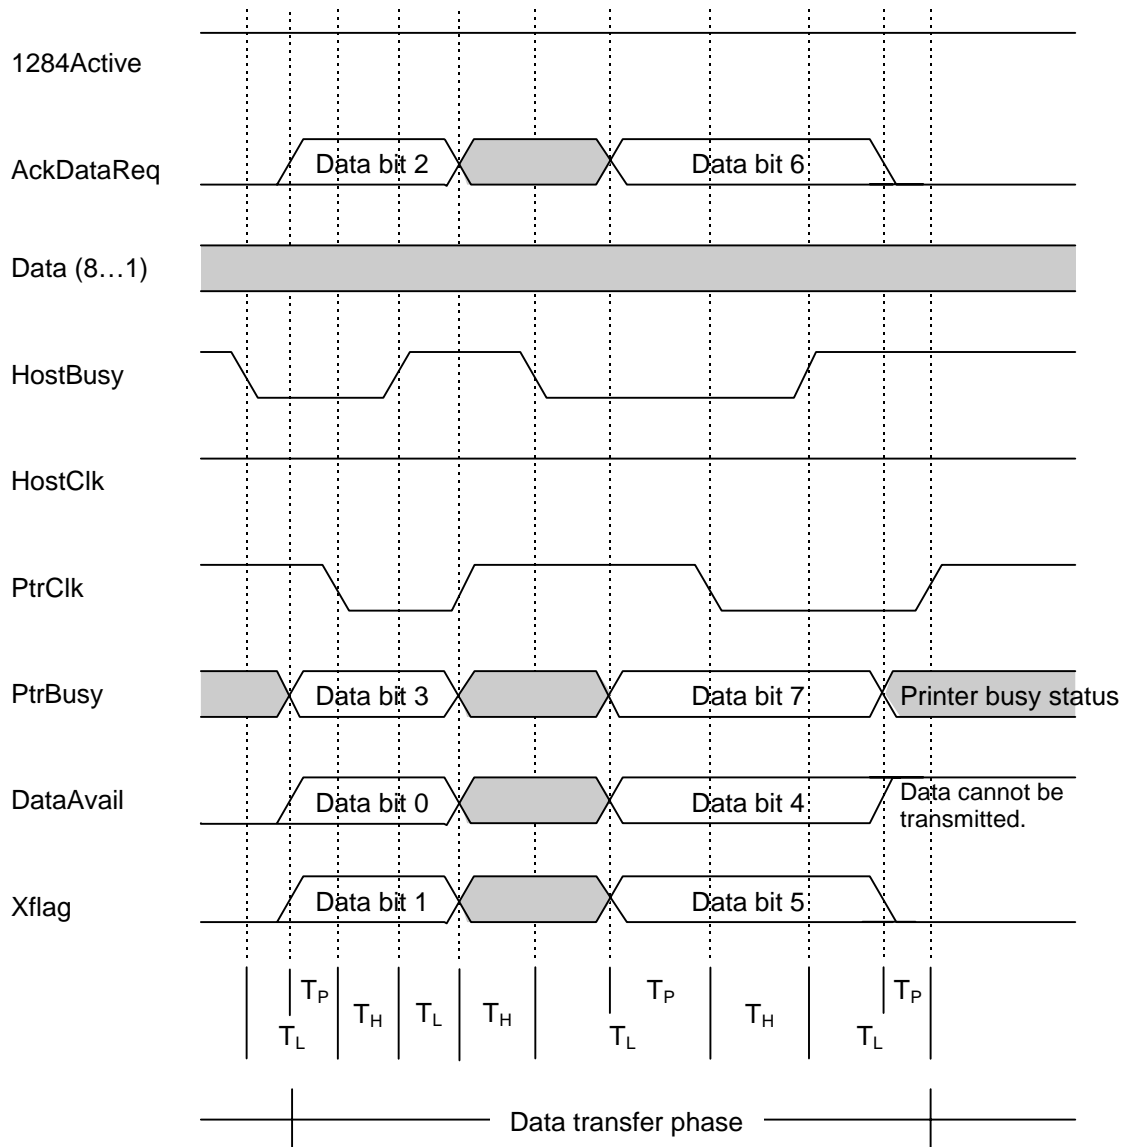 1284Active
AckDataReq
Data bit 2
Data bit 6
Data (8…1)
HostBusy
HostClk
PtrClk
PtrBusy
Data bit 3
Data bit 7
Printer busy status
DataAvail
Data bit 0
Data bit 4
Data cannot be
transmitted.
Xflag
Data bit 1
Data bit 5
TP
TP
TP
TH
TL
TH
TH
TL
TL
TL
Data transfer phase